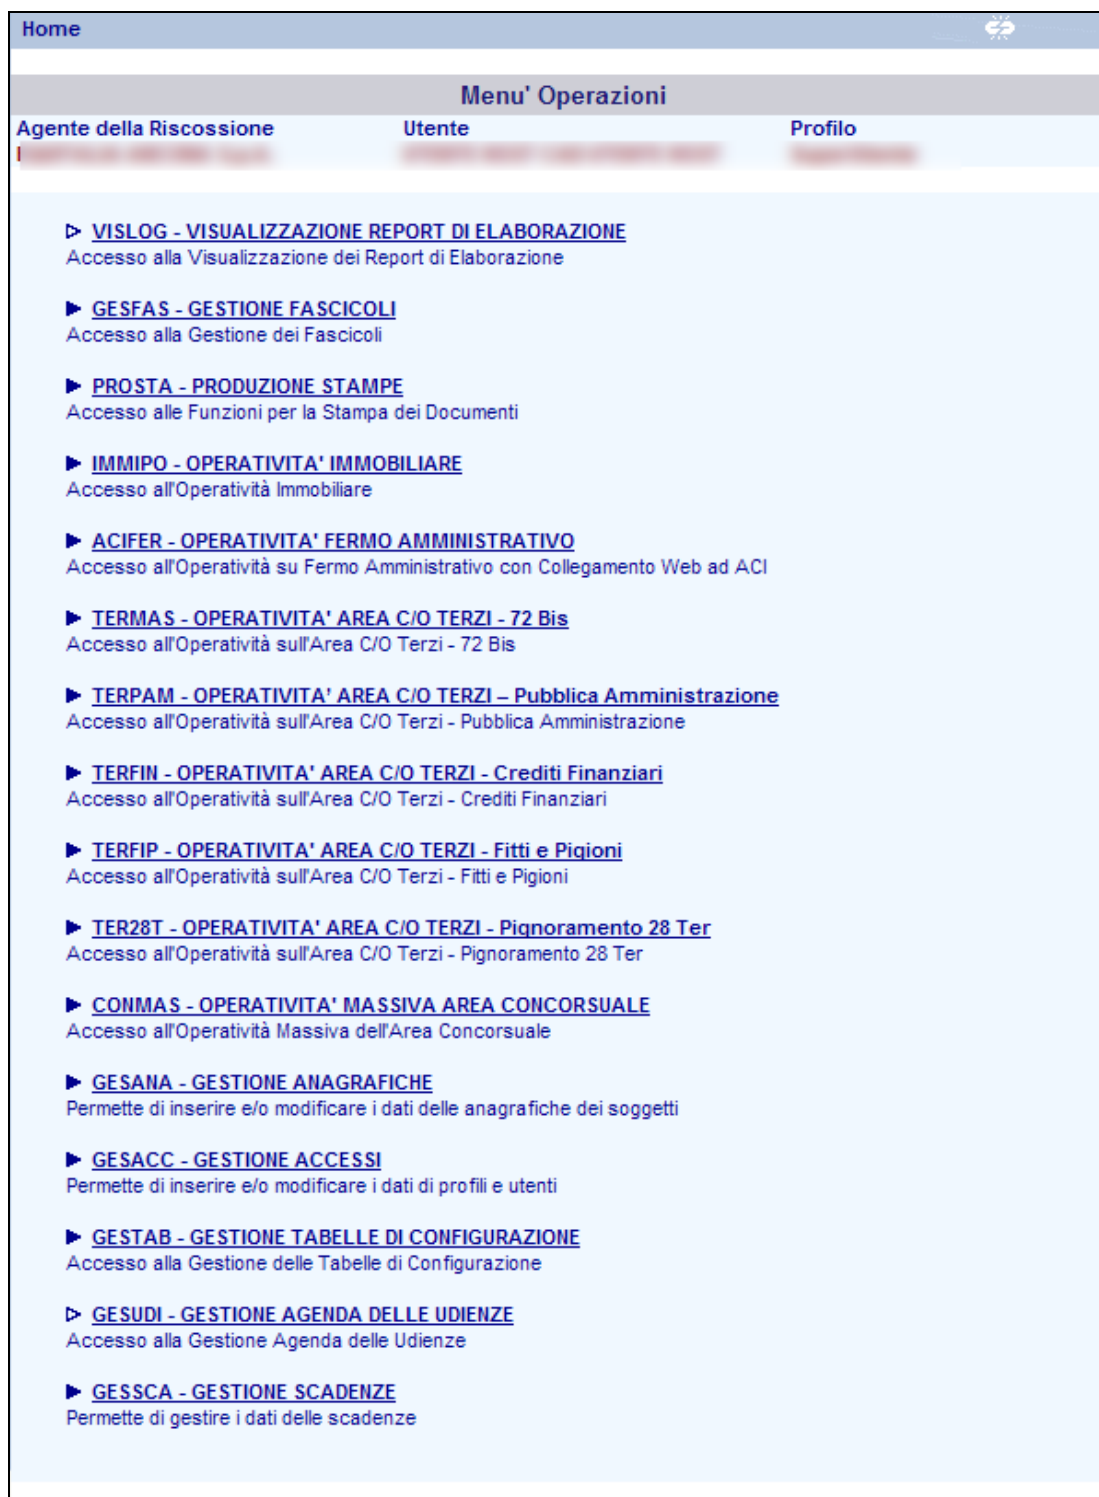 Home
Menu' Operazioni
Agente della Riscossione Utente Profilo
VISLOG - VISUALIZZAZIONE REPORT DI ELABORAZIONE
Accesso alla Visualizzazione dei Report di Elaborazione
GESFAS - GESTIONE FASCICOLI
Accesso alla Gestione dei Fascicoli
PROSTA - PRODUZIONE STAMPE
Accesso alle Funzioni per la Stampa dei Documenti
IMMIPO - OPERATIVITA' IMMOBILIARE
Accesso all'Operatività Immobiliare
ACIFER - OPERATIVITA' FERMO AMMINISTRATIVO
Accesso all'Operatività su Fermo Amministrativo con Collegamento Web ad ACI
TERMAS - OPERATIVITA' AREA C/O TERZI - 72 Bis
Accesso all'Operatività sull'Area C/O Terzi - 72 Bis
TERPAM - OPERATIVITA' AREA C/O TERZI – Pubblica Amministrazione
Accesso all'Operatività sull'Area C/O Terzi - Pubblica Amministrazione
TERFIN - OPERATIVITA' AREA C/O TERZI - Crediti Finanziari
Accesso all'Operatività sull'Area C/O Terzi - Crediti Finanziari
TERFIP - OPERATIVITA' AREA C/O TERZI - Fitti e Pigioni
Accesso all'Operatività sull'Area C/O Terzi - Fitti e Pigioni
TER28T - OPERATIVITA' AREA C/O TERZI - Pignoramento 28 Ter
Accesso all'Operatività sull'Area C/O Terzi - Pignoramento 28 Ter
CONMAS - OPERATIVITA' MASSIVA AREA CONCORSUALE
Accesso all'Operatività Massiva dell'Area Concorsuale
GESANA - GESTIONE ANAGRAFICHE
Permette di inserire e/o modificare i dati delle anagrafiche dei soggetti
GESACC - GESTIONE ACCESSI
Permette di inserire e/o modificare i dati di profili e utenti
GESTAB - GESTIONE TABELLE DI CONFIGURAZIONE
Accesso alla Gestione delle Tabelle di Configurazione
GESUDI - GESTIONE AGENDA DELLE UDIENZE
Accesso alla Gestione Agenda delle Udienze
GESSCA - GESTIONE SCADENZE
Permette di gestire i dati delle scadenze